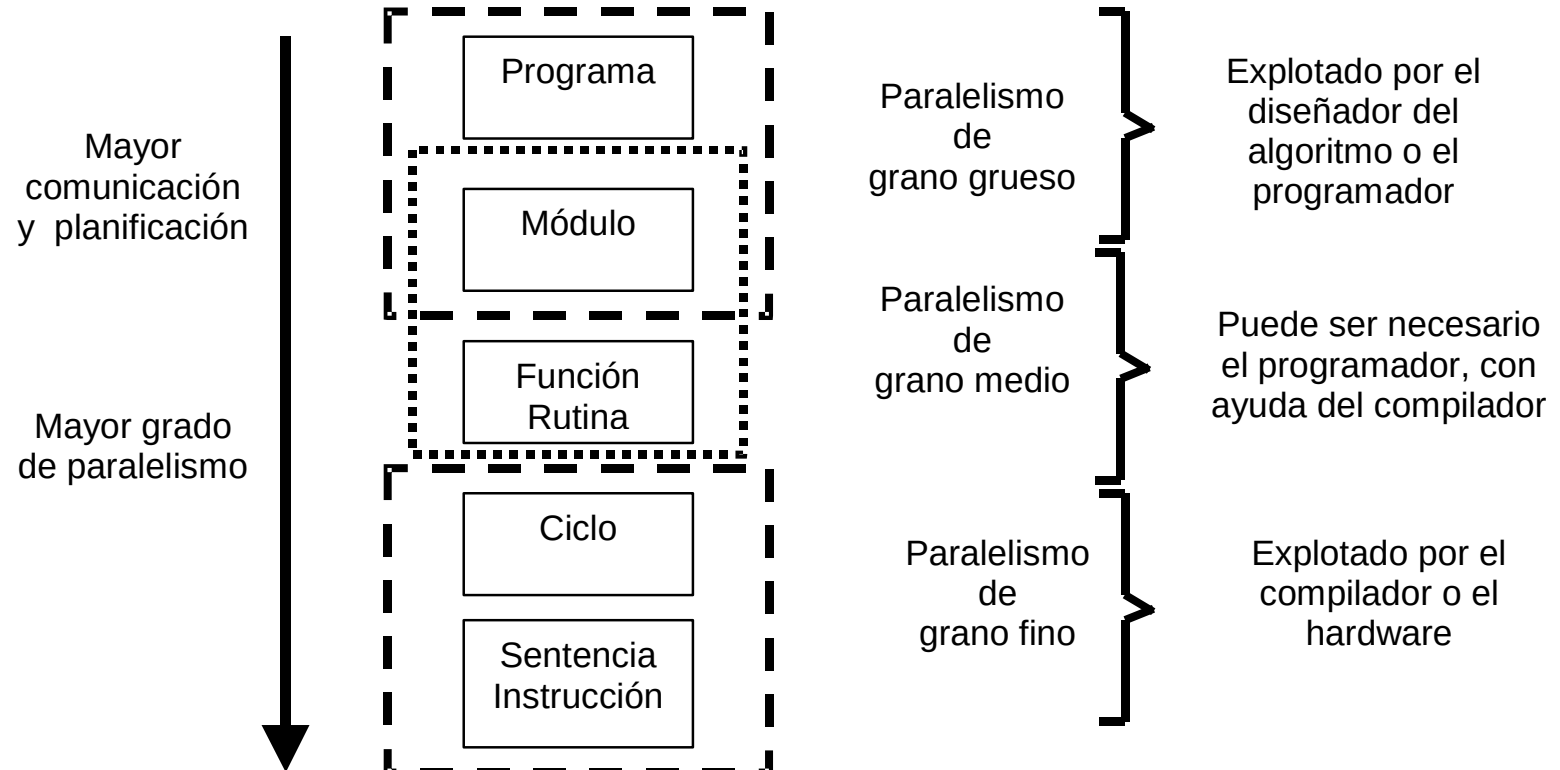 Mayor
comunicación
y planificación
Mayor grado
de paralelismo
Programa
Módulo
Función
Rutina
Ciclo
Sentencia
Instrucción
Paralelismo
de
grano grueso
Paralelismo
de
grano medio
Paralelismo
de
grano fino
Explotado por el
diseñador del
algoritmo o el
programador
Puede ser necesario
el programador, con
ayuda del compilador
Explotado por el
compilador o el
hardware